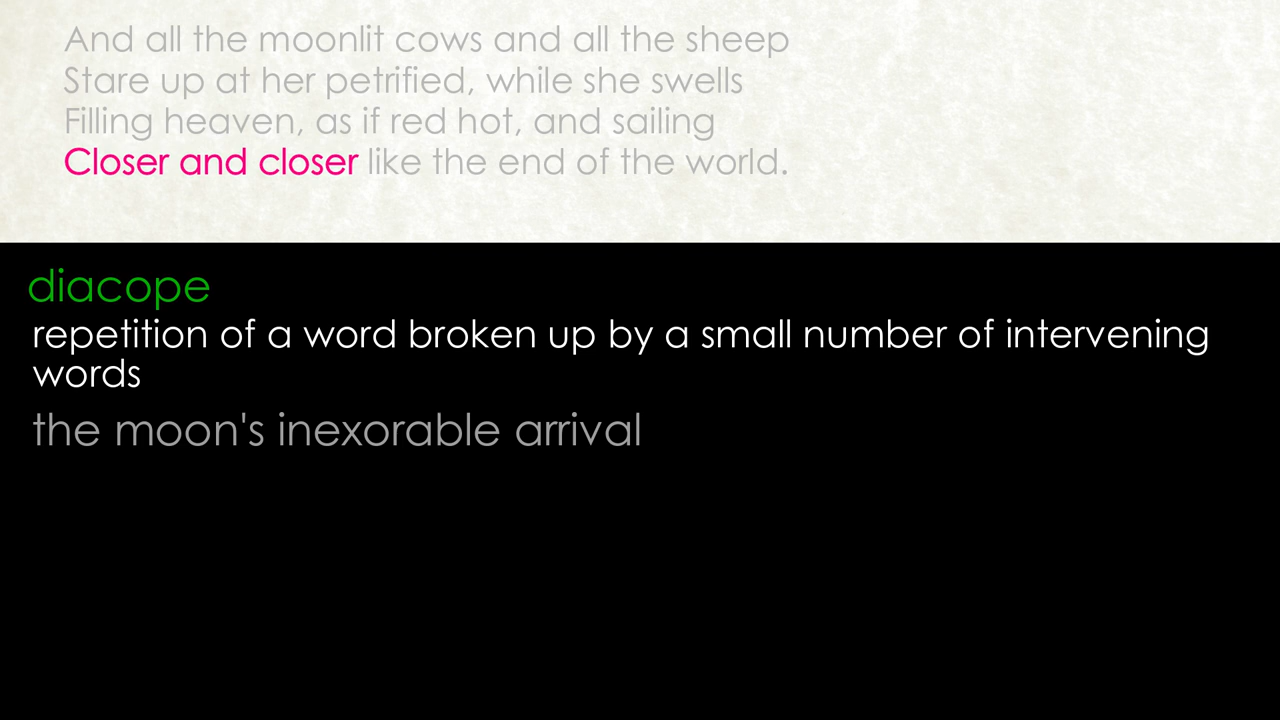 And all the moonlit cows and all the sheep
Stare up at her petrified, while she swells
Filling heaven, as if red hot, and sailing
Closer and closer like the end of the world.
diacope
repetition of a word broken up by a small number of intervening
words
the moon's inexorable arrival